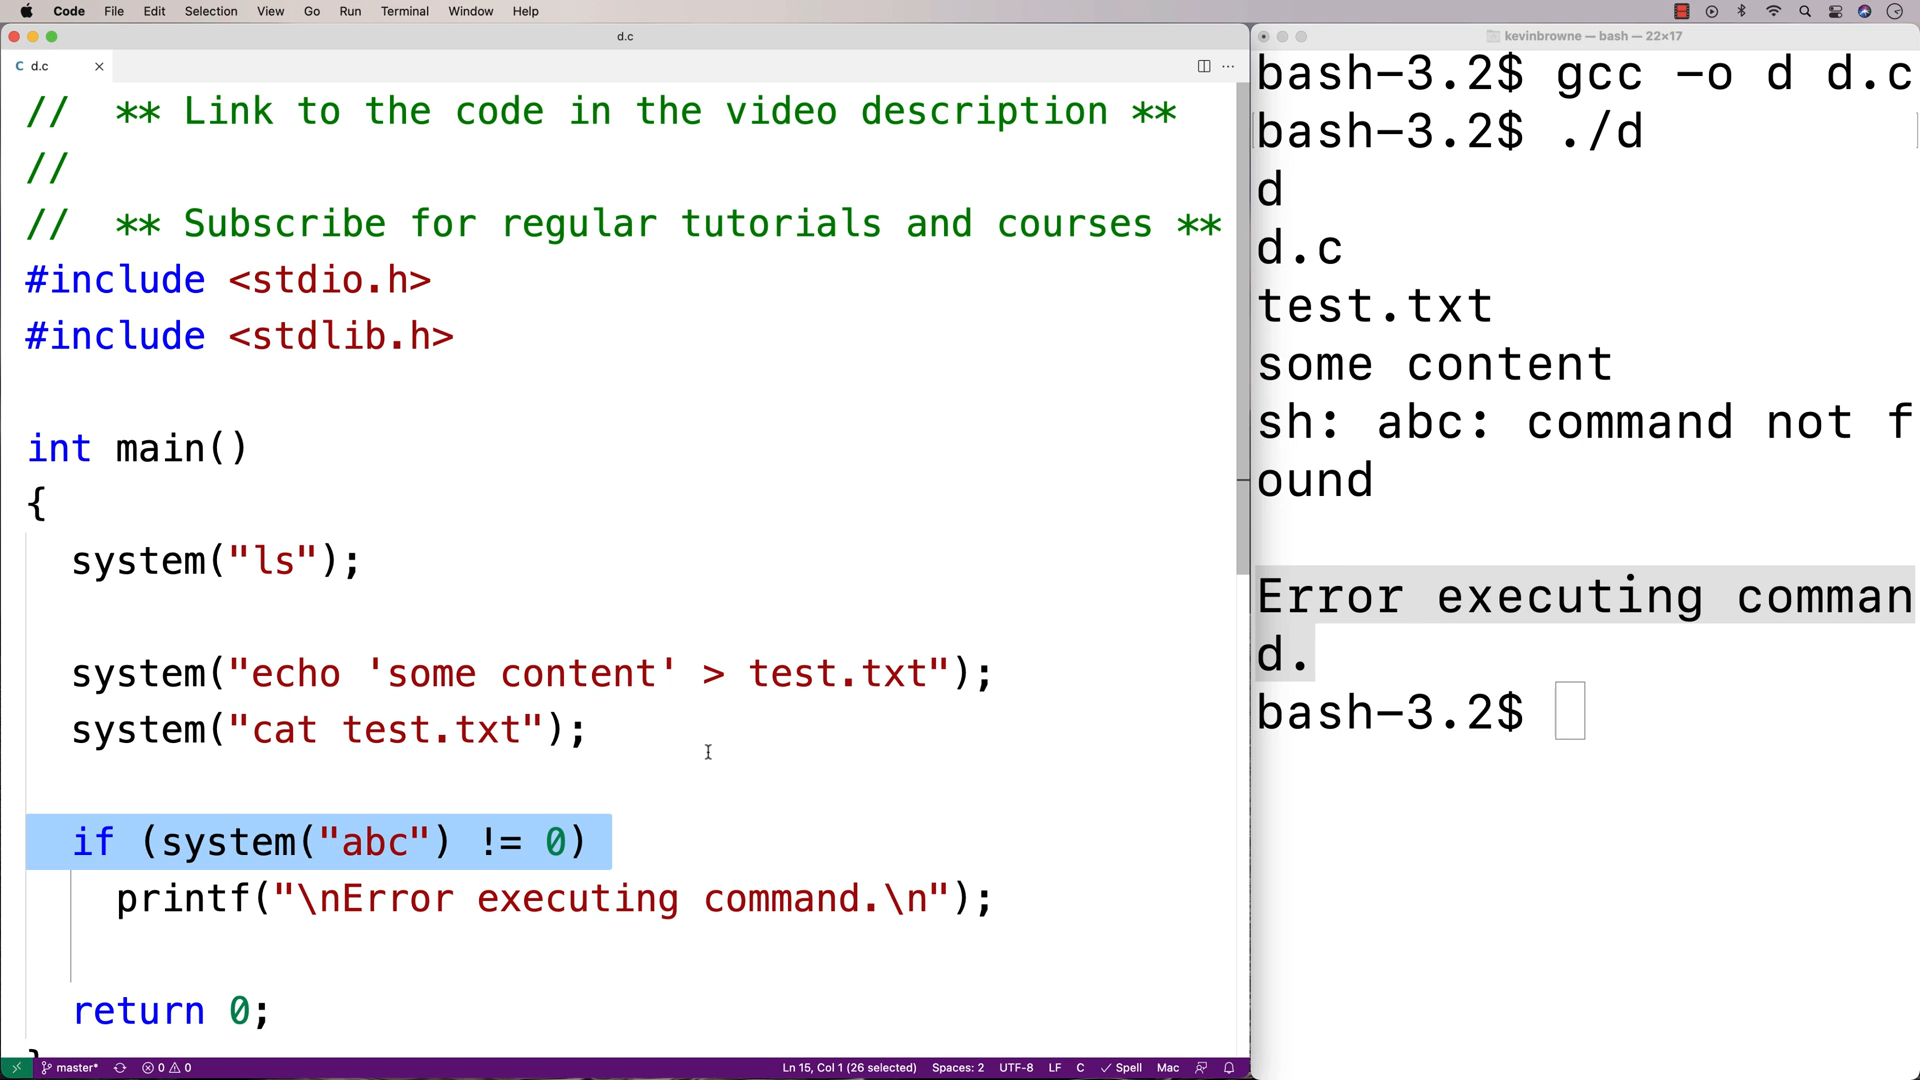 Code File Edit Selection View Go Run Terminal Window Help
d.c
C d.c
// ** Link to the code in the video description **
//
// ** Subscribe for regular tutorials and courses **
#include <stdio.h>
#include <stdlib.h>
int main()
{
system("ls");
system("echo 'some content' > test.txt");
system("cat test.txt");
if (system("abc") != 0)
printf("\nError executing command.\n");
return 0;
}
master* 0 0 Ln 15, Col 1 (26 selected) Spaces: 2 UTF-8 LF C Spell Mac
kevinbrowne — bash — 22×17
bash-3.2$ gcc -o d d.c
bash-3.2$ ./d
d
d.c
test.txt
some content
sh: abc: command not f
ound
Error executing comman
d.
bash-3.2$